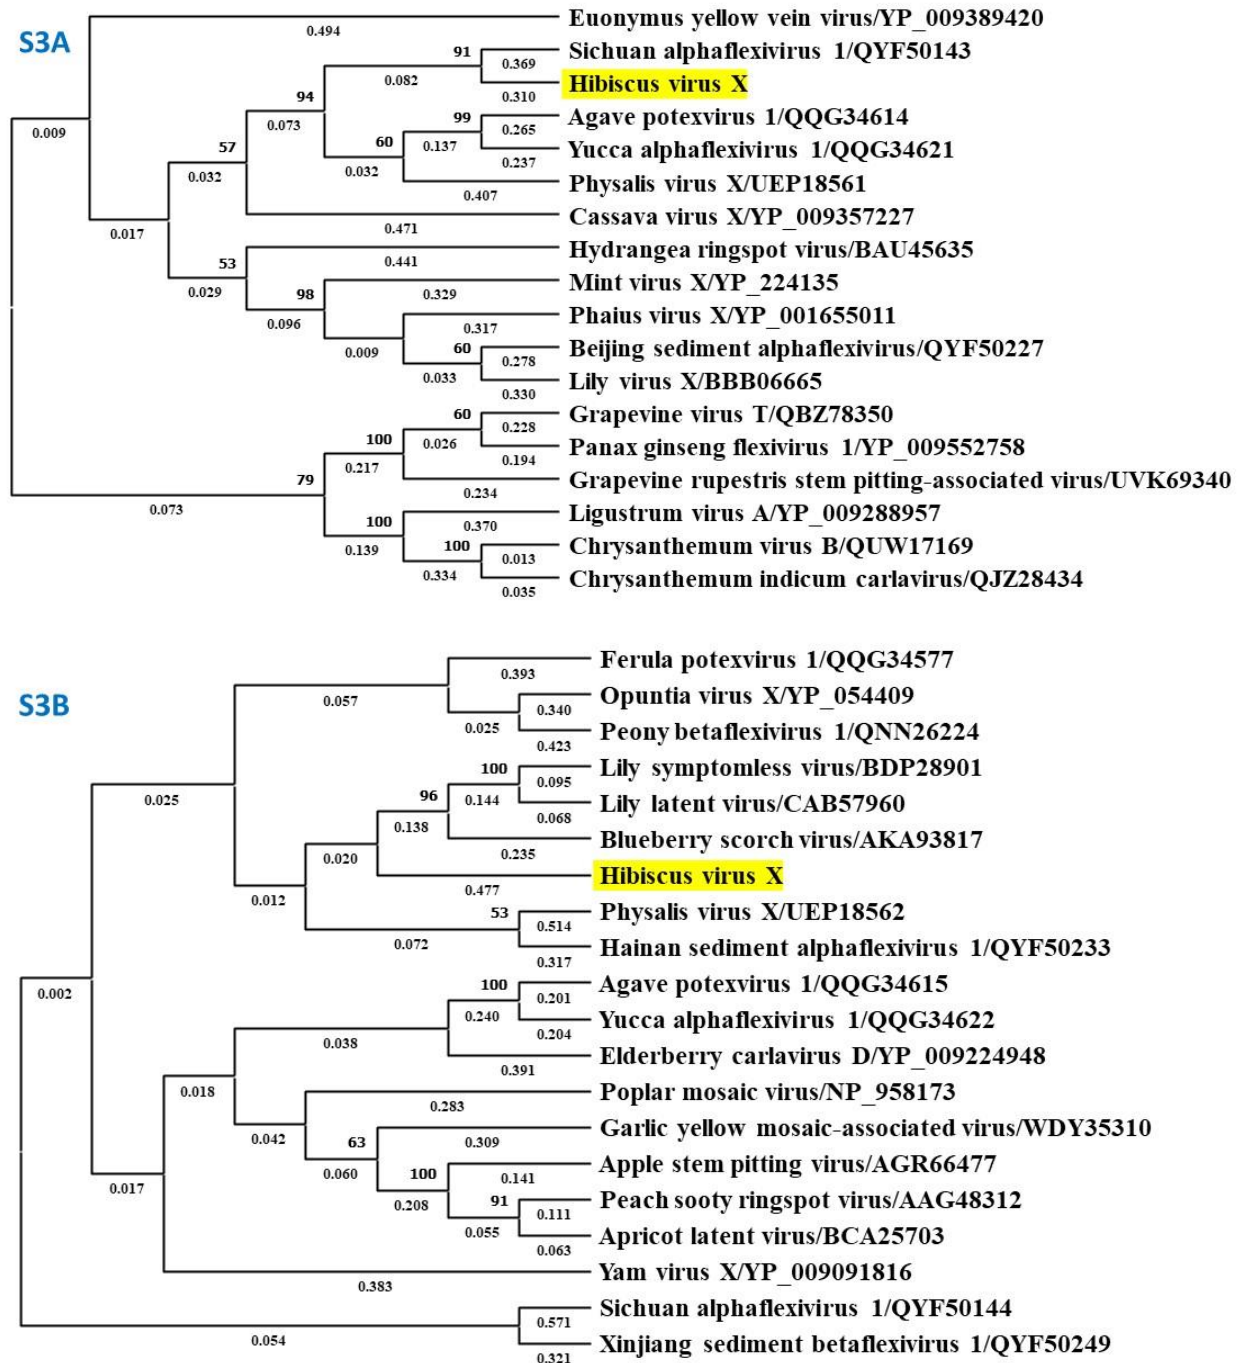 S3A
Euonymus yellow vein virus/YP_009389420
0.494
Sichuan alphaflexivirus 1/QYF50143
91
0.369
0.082
Hibiscus virus X
0.310
94
Agave potexvirus 1/QQG34614
99
0.265
0.009
0.073
0.137
60
Yucca alphaflexivirus 1/QQG34621
57
0.237
0.032
0.032
Physalis virus X/UEP18561
0.407
Cassava virus X/YP_009357227
0.471
0.017
Hydrangea ringspot virus/BAU45635
0.441
53
Mint virus X/YP_224135
0.029
98
0.329
Phaius virus X/YP_001655011
0.096
0.317
Beijing sediment alphaflexivirus/QYF50227
60
0.009
0.278
0.033
Lily virus X/BBB06665
0.330
Grapevine virus T/QBZ78350
60
0.228
100
0.026
Panax ginseng flexivirus 1/YP_009552758
0.194
0.217
79
Grapevine rupestris stem pitting-associated virus/UVK69340
0.234
0.073
Ligustrum virus A/YP_009288957
100
0.370
Chrysanthemum virus B/QUW17169
0.139
100
0.013
0.334
Chrysanthemum indicum carlavirus/QJZ28434
0.035
S3B
Ferula potexvirus 1/QQG34577
0.393
0.057
Opuntia virus X/YP_054409
0.340
0.025
Peony betaflexivirus 1/QNN26224
0.423
Lily symptomless virus/BDP28901
100
0.095
0.025
96
0.144
Lily latent virus/CAB57960
0.068
0.138
Blueberry scorch virus/AKA93817
0.020
0.235
Hibiscus virus X
0.477
0.012
Physalis virus X/UEP18562
53
0.514
0.072
Hainan sediment alphaflexivirus 1/QYF50233
0.317
Agave potexvirus 1/QQG34615
100
0.002
0.201
0.240
Yucca alphaflexivirus 1/QQG34622
0.204
0.038
Elderberry carlavirus D/YP_009224948
0.391
0.018
Poplar mosaic virus/NP_958173
0.283
Garlic yellow mosaic-associated virus/WDY35310
0.042
63
0.309
Apple stem pitting virus/AGR66477
0.060
100
0.141
0.017
Peach sooty ringspot virus/AAG48312
0.208
91
0.111
0.055
Apricot latent virus/BCA25703
0.063
Yam virus X/YP_009091816
0.383
Sichuan alphaflexivirus 1/QYF50144
0.571
0.054
Xinjiang sediment betaflexivirus 1/QYF50249
0.321